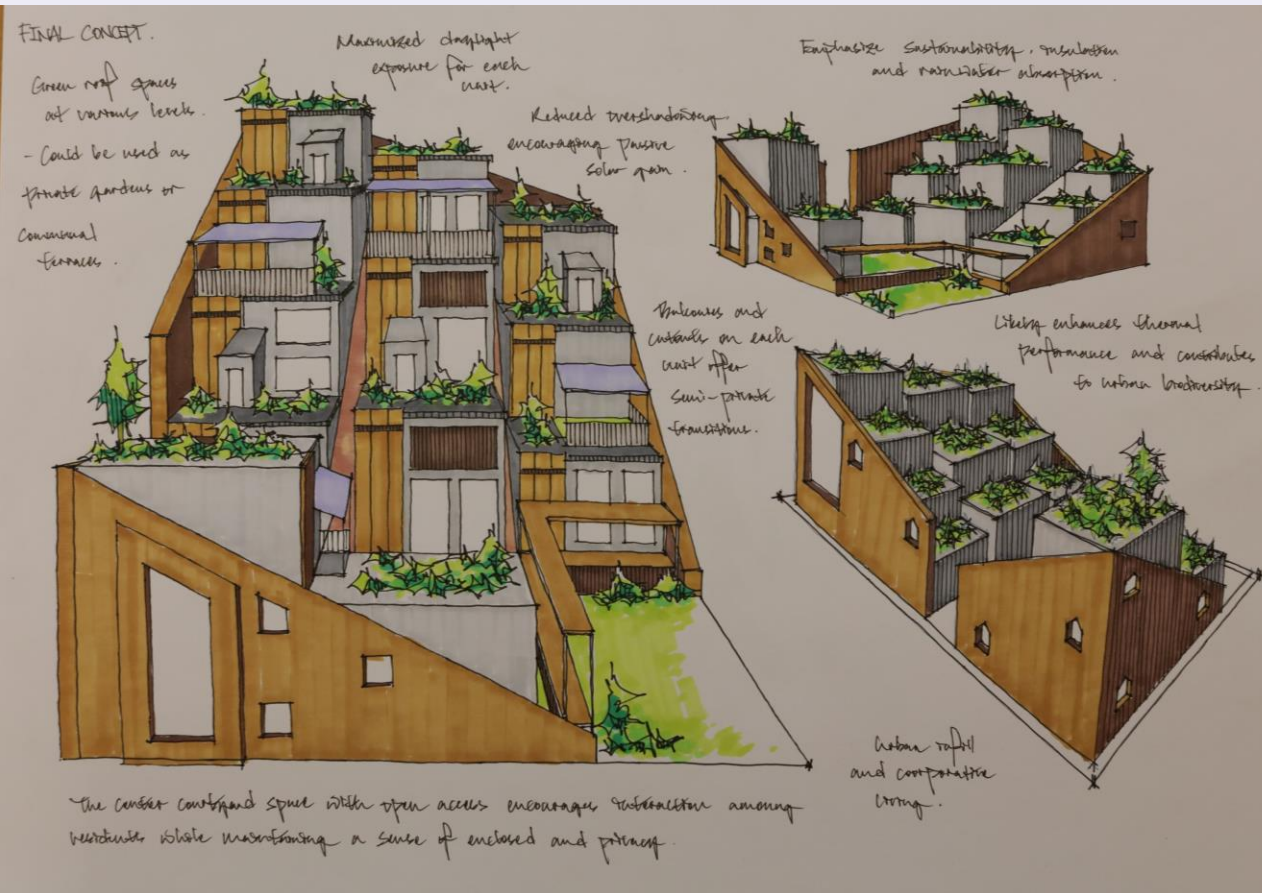 FINAL CONCEPT.
Green roof spaces
at various levels.
- Could be used as
private gardens or
Communal
terraces.
Maximized daylight
exposure for each
unit.
Reduced overshadowing
encouraging passive
solar gain.
Emphasize sustainability, insulation
and rainwater absorption.
Balconies and
cutouts on each
unit offer
semi-private
transitions.
Likely enhances thermal
performance and contributes
to urban biodiversity.
Urban infill
and cooperative
living.
The center courtyard space with open access encourages interaction among
residents while maintaining a sense of enclosed and privacy.